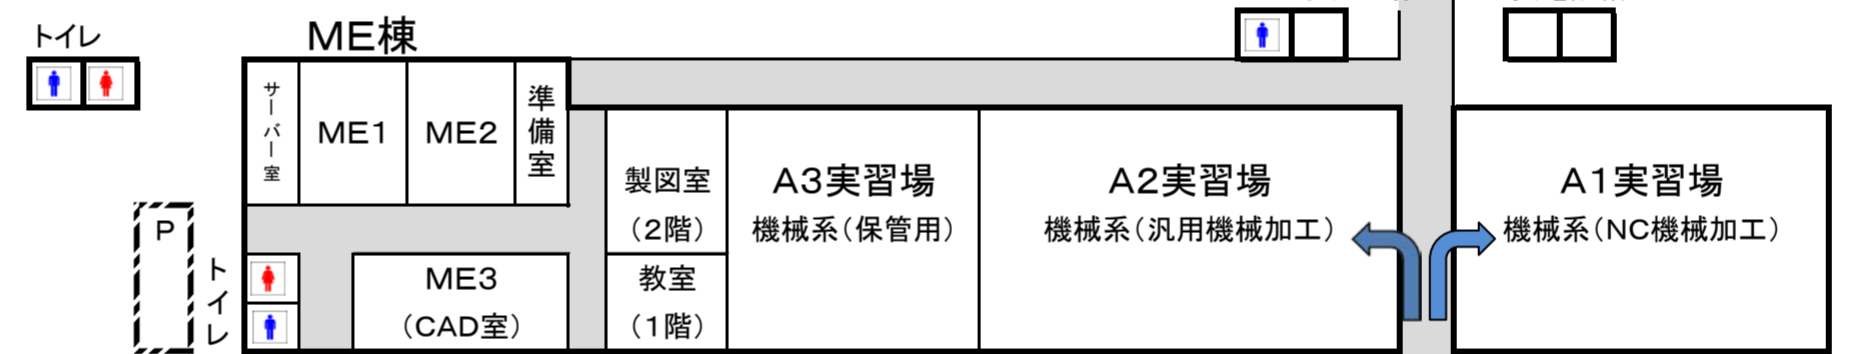 トイレ
ME棟
サーバー室
ME1
ME2
準備室
製図室
（2階）
A3実習場
機械系（保管用）
A2実習場
機械系（汎用機械加工）
A1実習場
機械系（NC機械加工）
P
トイレ
ME3
（CAD室）
教室
（1階）